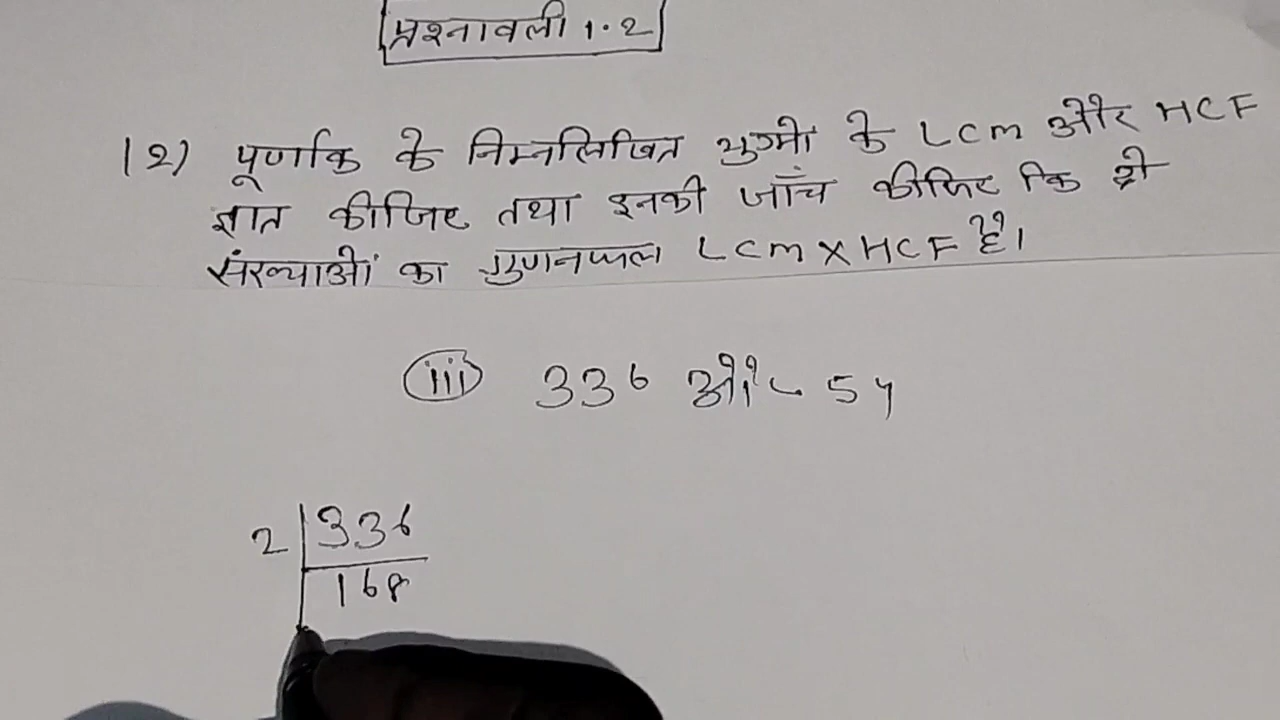 प्रश्नावली 1.2
(2) पूर्णांक के निम्नलिखित युग्मों के LCM और HCF
ज्ञात कीजिए तथा इनकी जाँच कीजिए कि दो
संख्याओं का गुणनफल LCM X HCF है।
(iii) 336 और 54
2 | 336
168